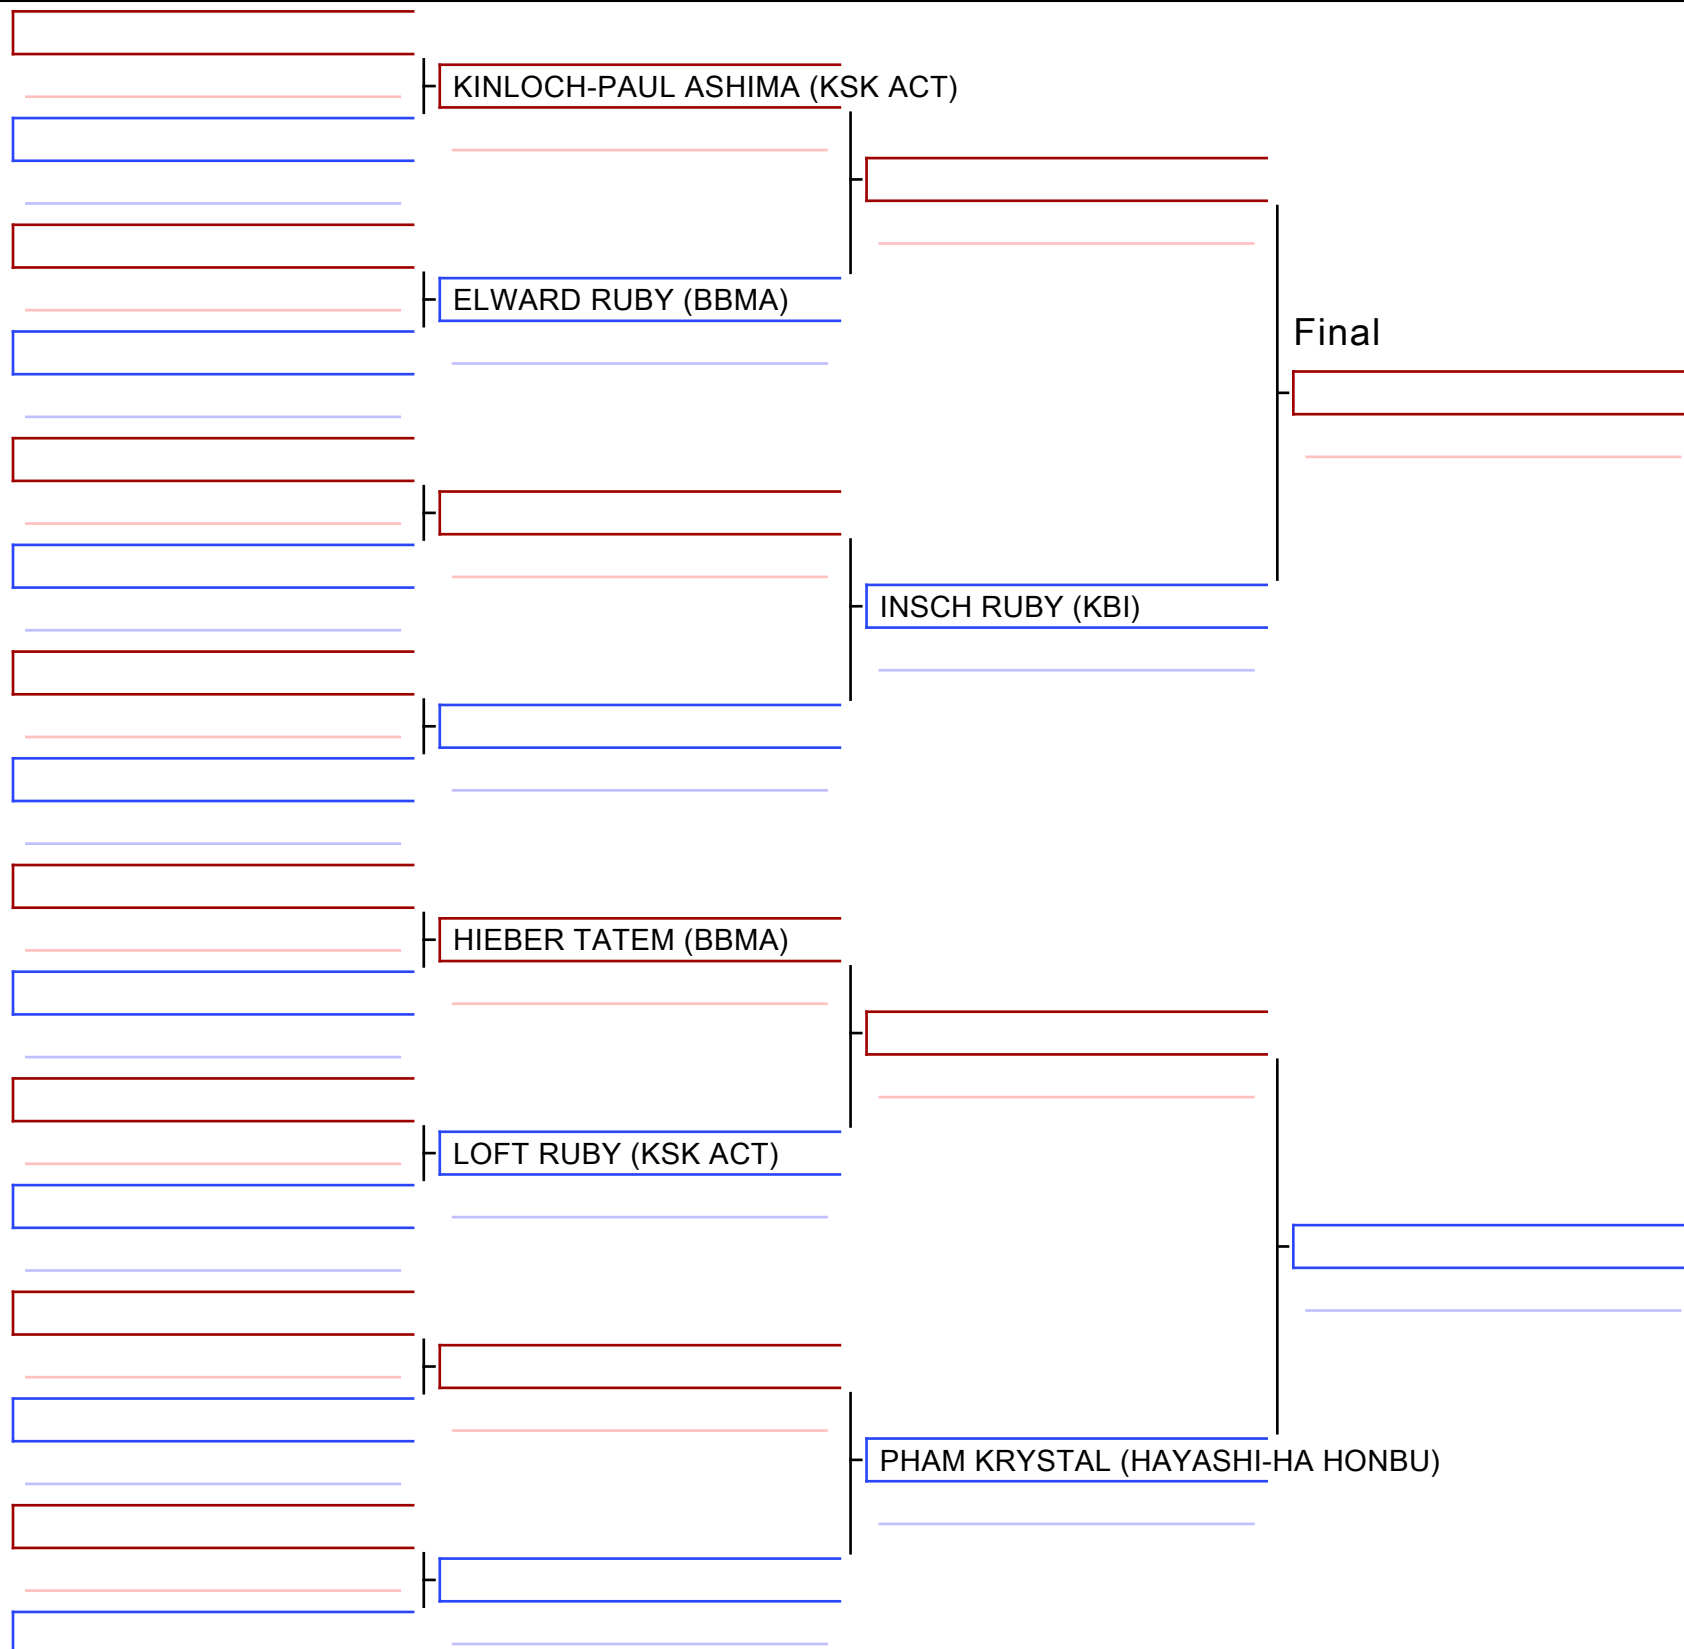 KINLOCH-PAUL ASHIMA (KSK ACT)
ELWARD RUBY (BBMA)
Final
INSCH RUBY (KBI)
HIEBER TATEM (BBMA)
LOFT RUBY (KSK ACT)
PHAM KRYSTAL (HAYASHI-HA HONBU)